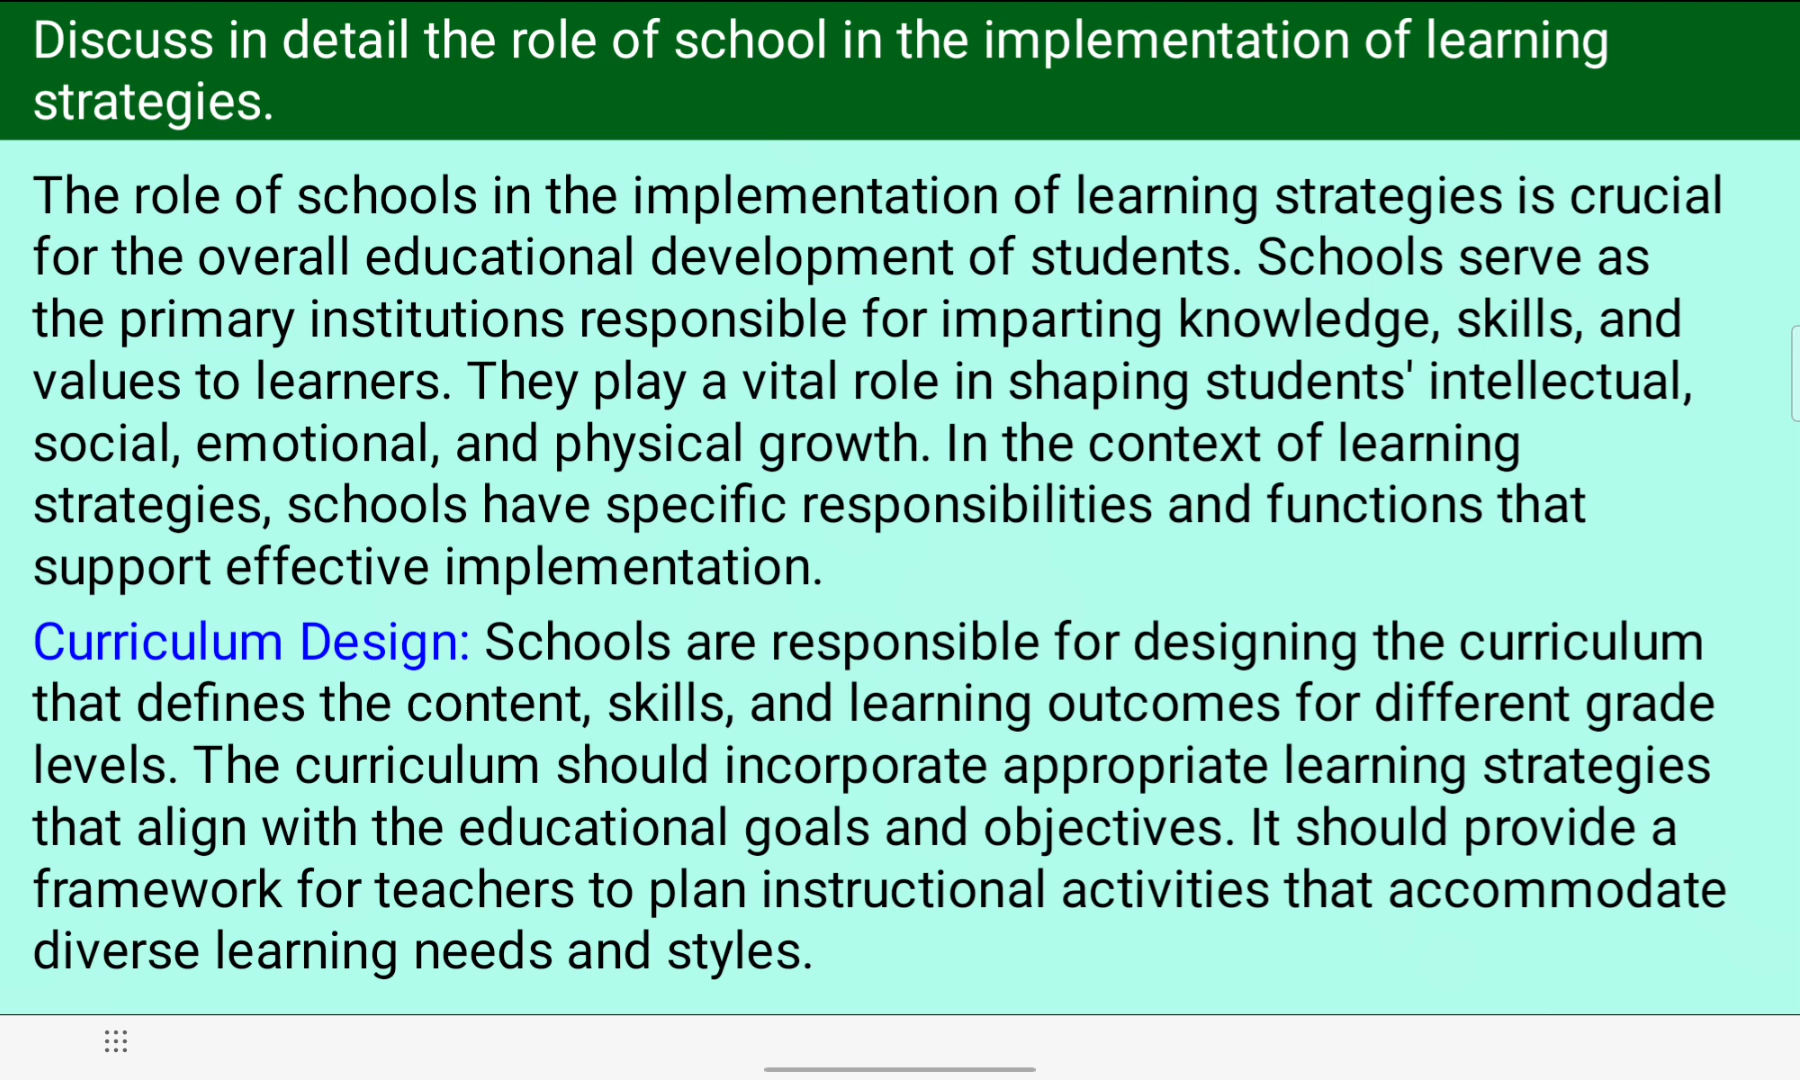 Discuss in detail the role of school in the implementation of learning
strategies.
The role of schools in the implementation of learning strategies is crucial
for the overall educational development of students. Schools serve as
the primary institutions responsible for imparting knowledge, skills, and
values to learners. They play a vital role in shaping students' intellectual,
social, emotional, and physical growth. In the context of learning
strategies, schools have specific responsibilities and functions that
support effective implementation.
Curriculum Design: Schools are responsible for designing the curriculum
that defines the content, skills, and learning outcomes for different grade
levels. The curriculum should incorporate appropriate learning strategies
that align with the educational goals and objectives. It should provide a
framework for teachers to plan instructional activities that accommodate
diverse learning needs and styles.